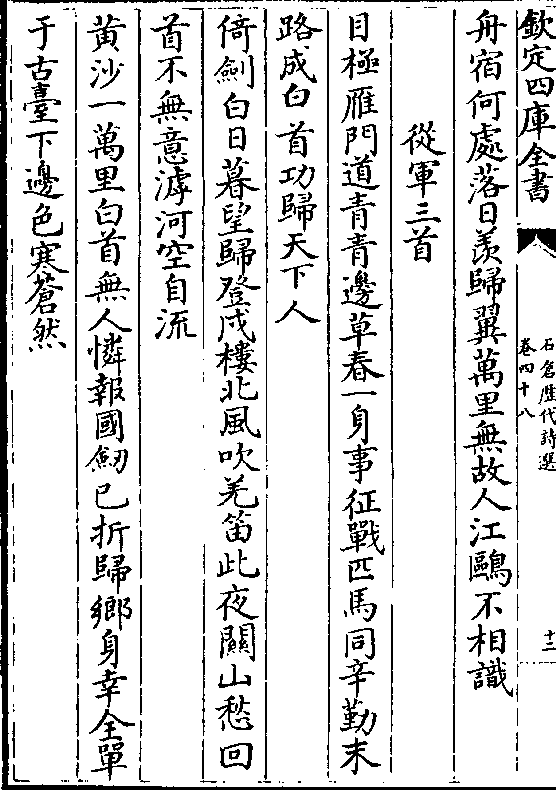 欽定四庫全書
石倉歷代詩選
卷四十八
十三
舟宿何處落日羨歸翼萬里無故人江鷗不相識
從軍三首
目極雁門道青青邊草春一身事征戰匹馬同辛勤末
路成白首功歸天下人
倚劍白日暮望歸登戍樓北風吹羌笛此夜關山愁回
首不無意滹河空自流
黄沙一萬里白首無人憐報國劒已折歸鄉身幸全單
于古臺下邊色寒蒼然